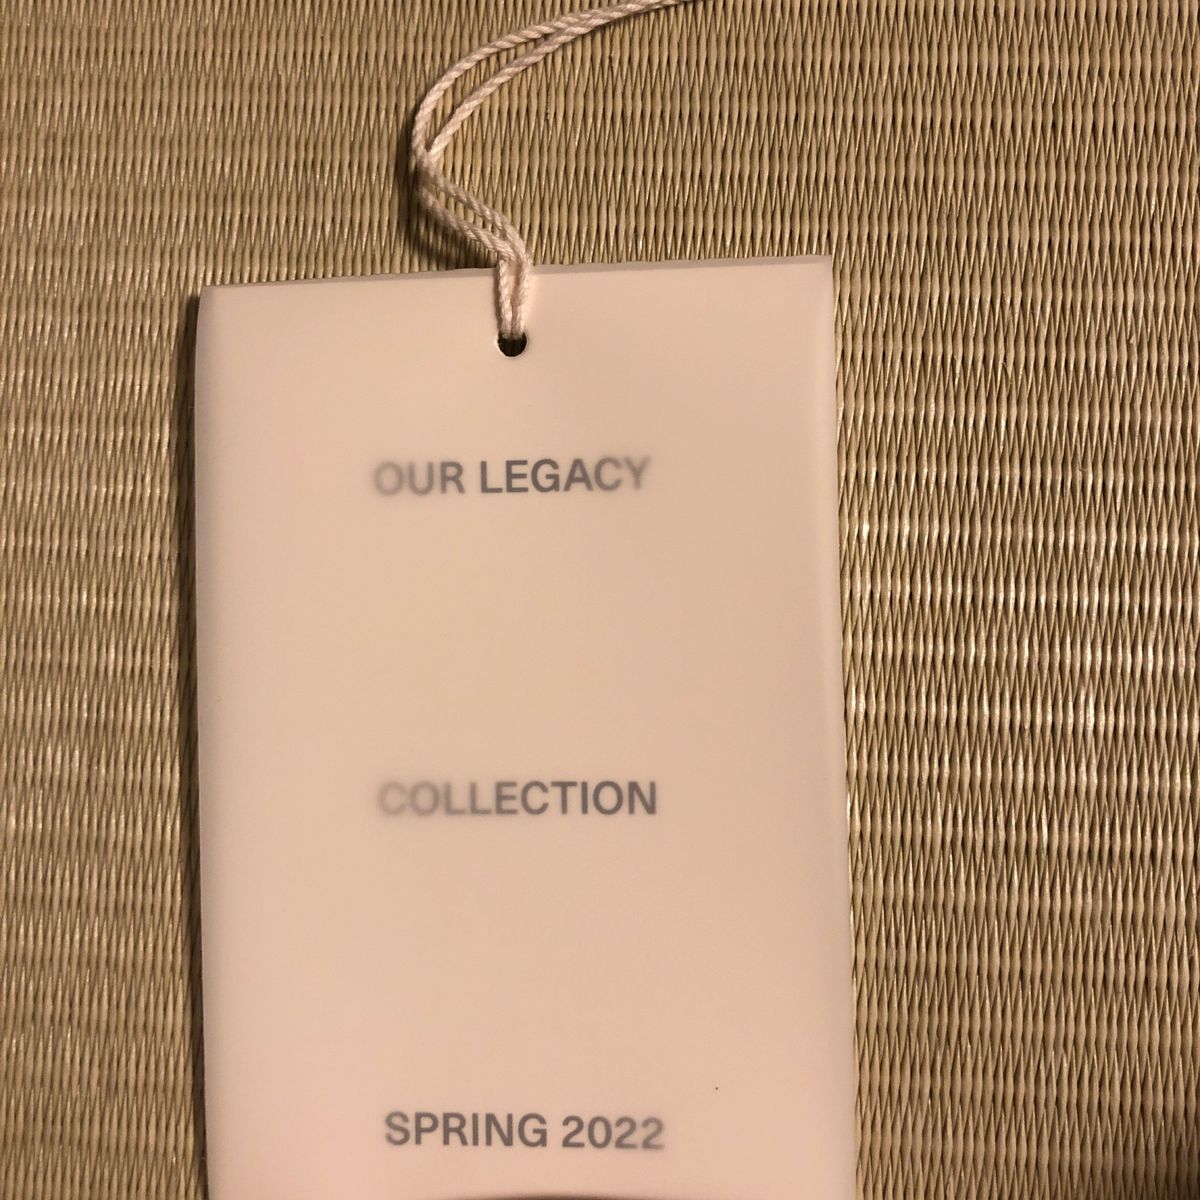 OUR LEGACY
COLLECTION
SPRING 2022